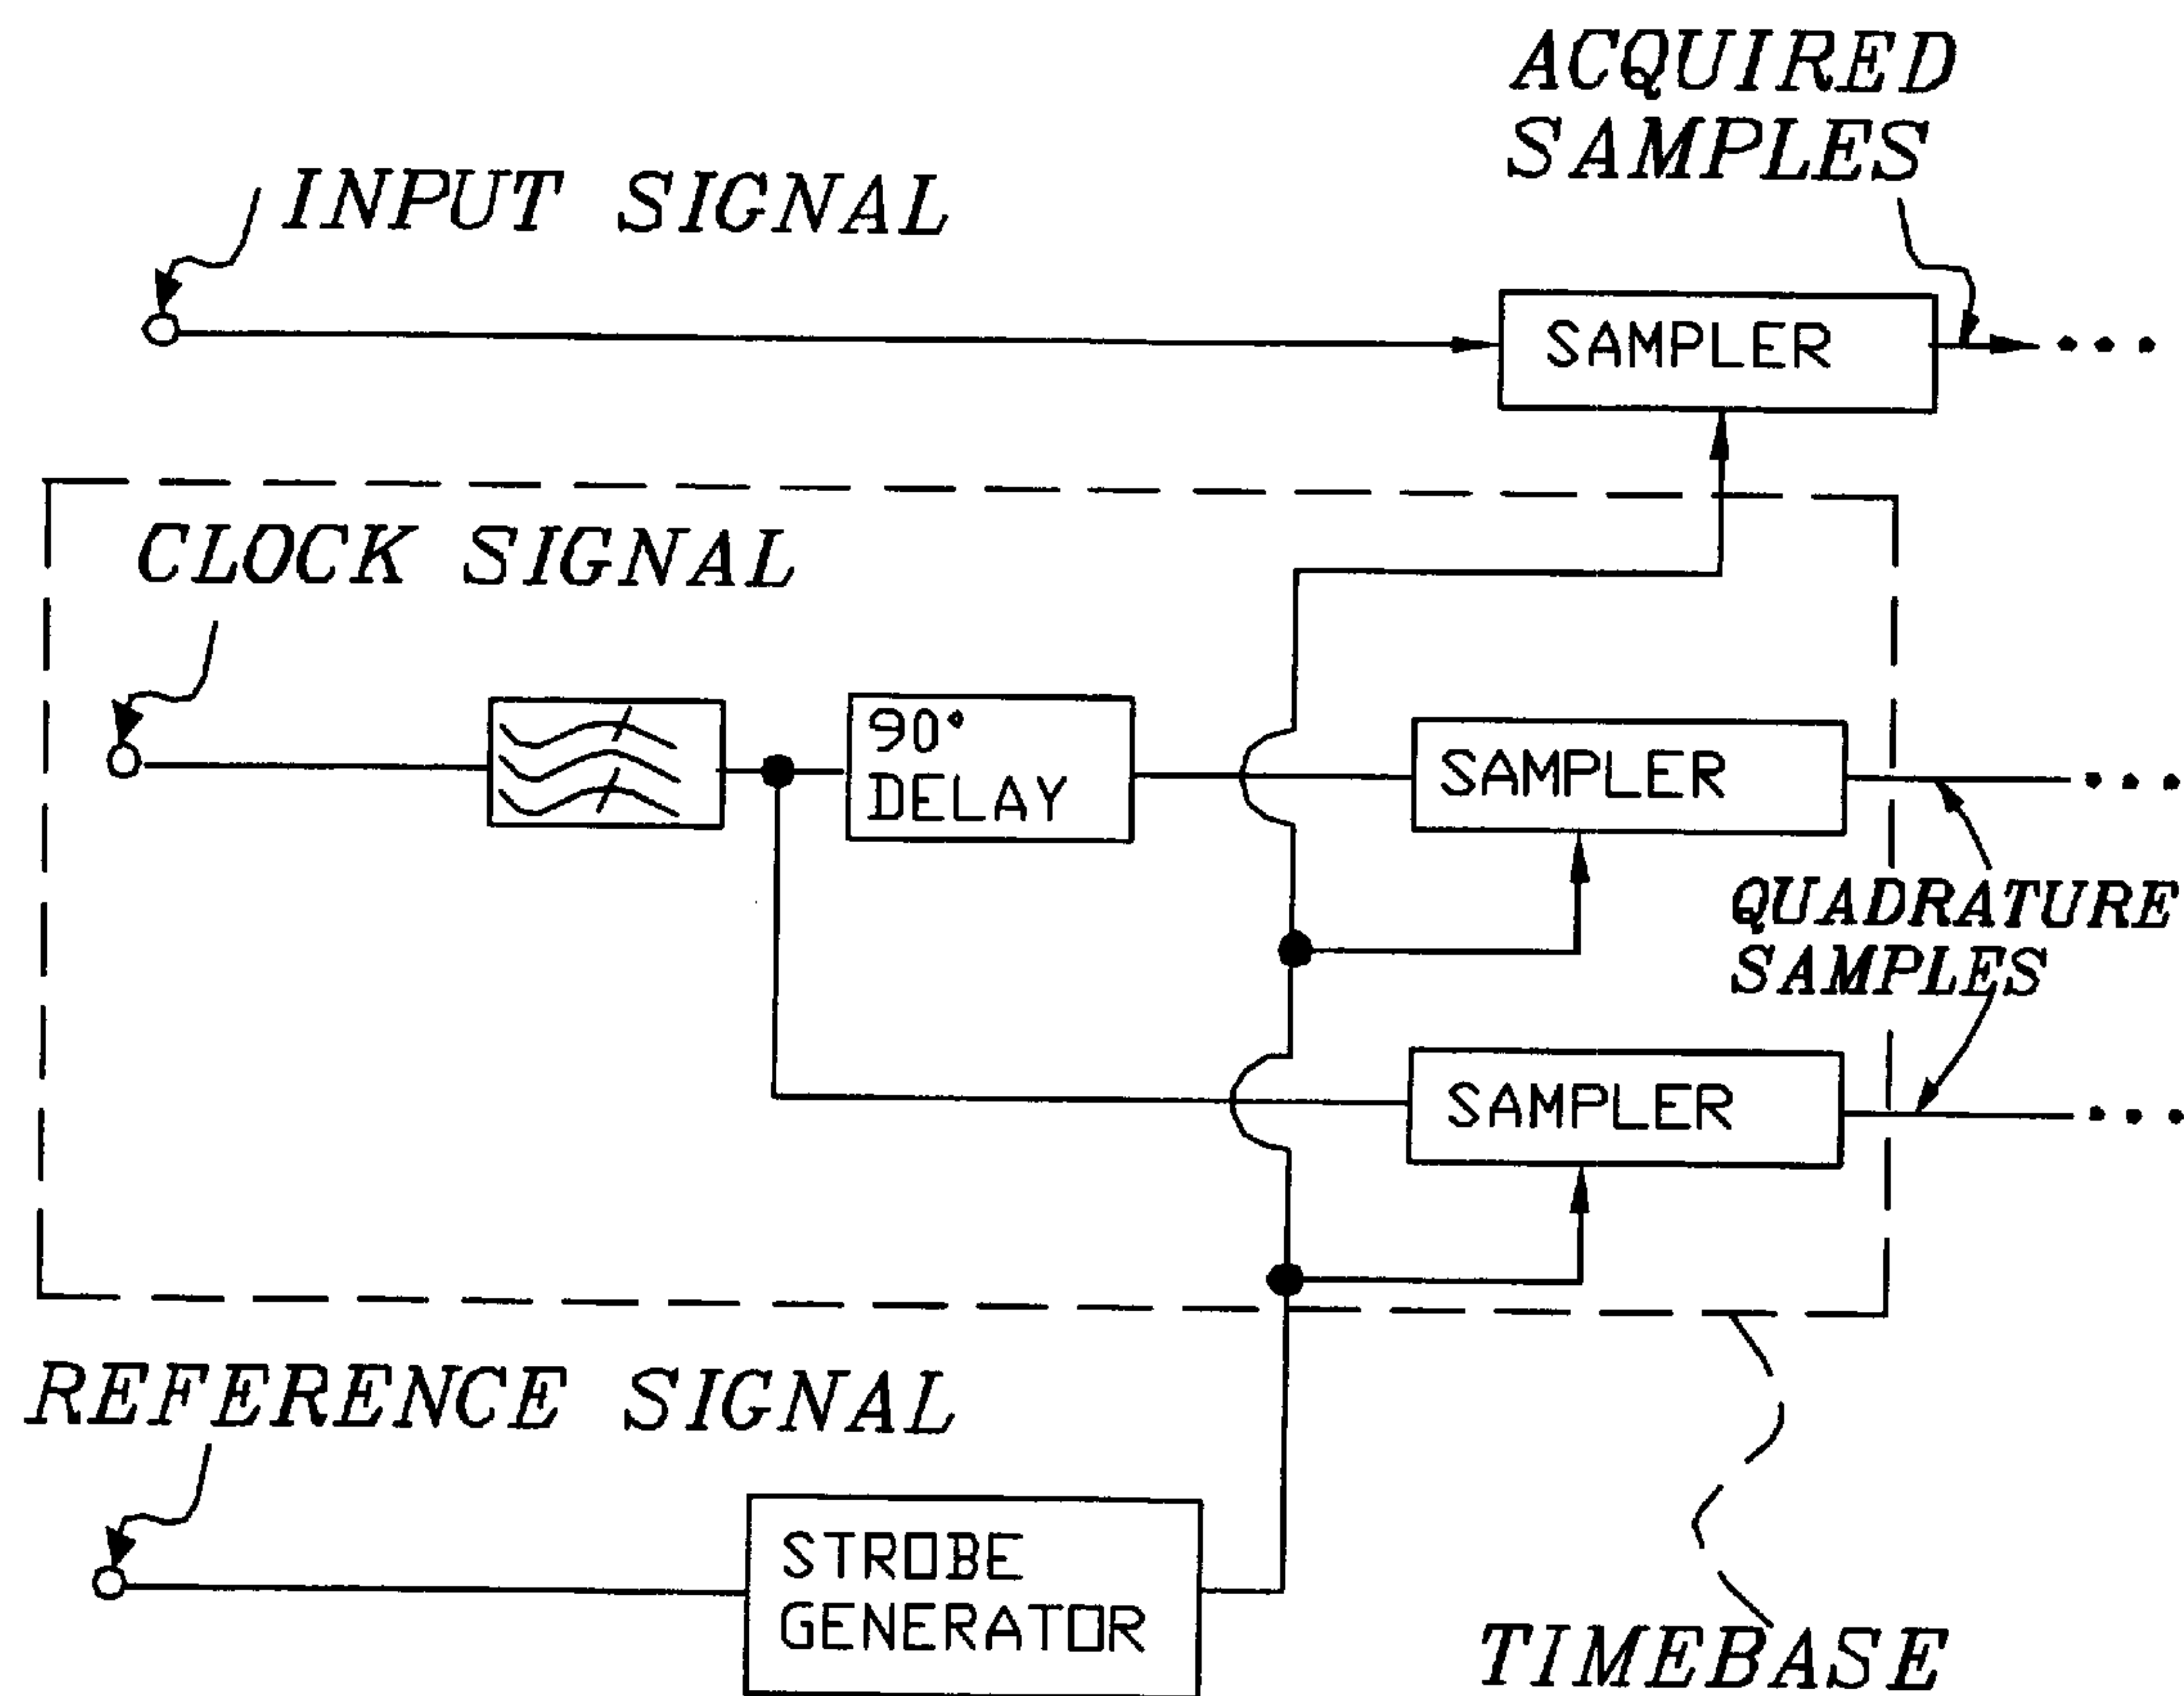 ACQUIRED
SAMPLES
INPUT SIGNAL
SAMPLER
CLOCK SIGNAL
90°
DELAY
SAMPLER
QUADRATURE
SAMPLES
SAMPLER
REFERENCE SIGNAL
STROBE
GENERATOR
TIMEBASE